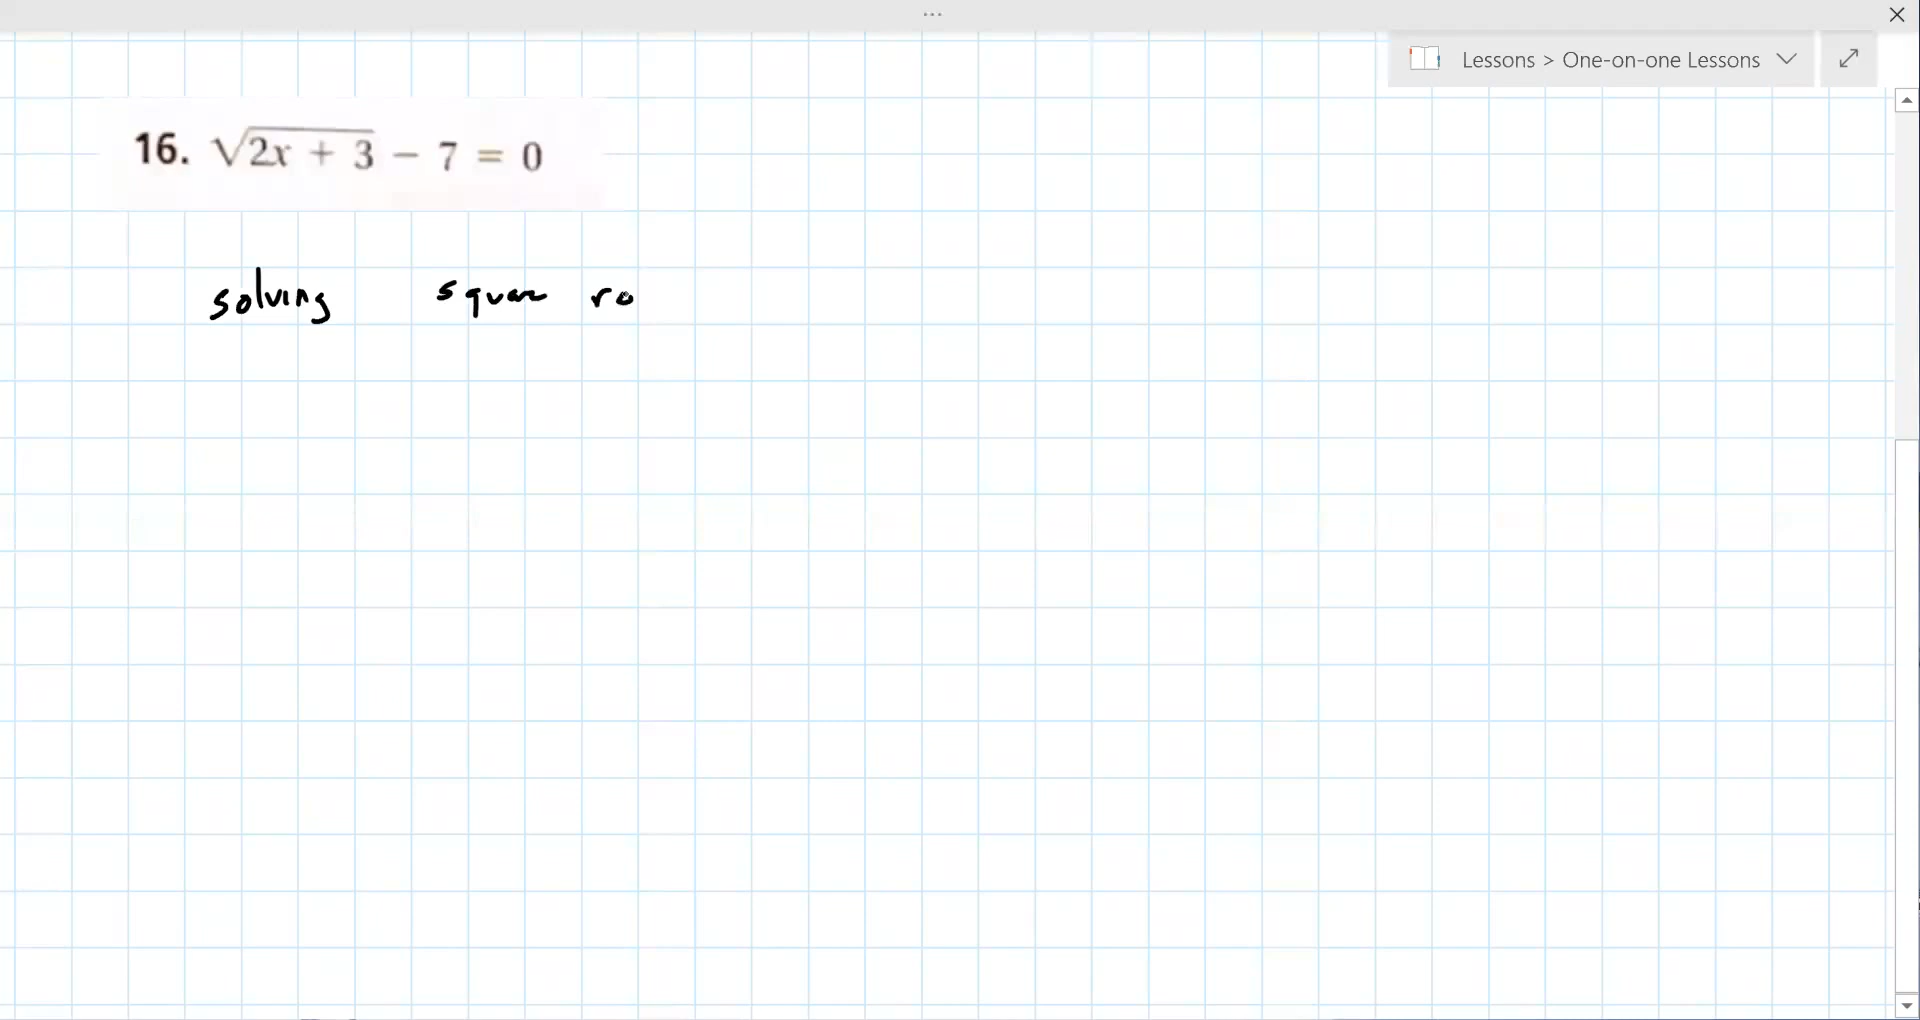 ...
Lessons > One-on-one Lessons
16. √2x + 3 − 7 = 0
solving square ro